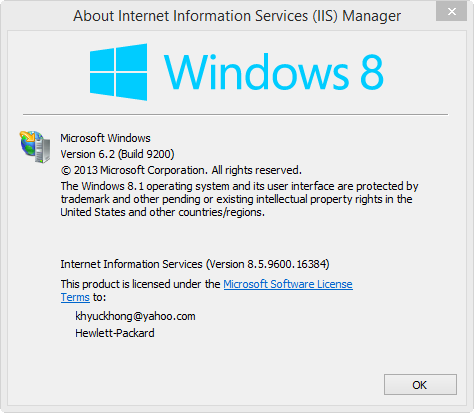 About Internet Information Services (IIS) Manager
Windows 8
Microsoft Windows
Version 6.2 (Build 9200)
© 2013 Microsoft Corporation. All rights reserved.
The Windows 8.1 operating system and its user interface are protected by
trademark and other pending or existing intellectual property rights in the
United States and other countries/regions.
Internet Information Services (Version 8.5.9600.16384)
This product is licensed under the Microsoft Software License
Terms to:
khyuckhong@yahoo.com
Hewlett-Packard
OK